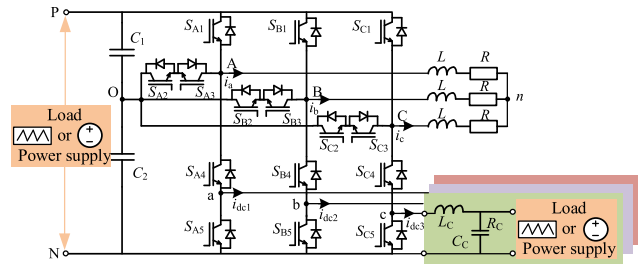 P
S_A1
S_B1
S_C1
C_1
A
L
R
i_a
O
S_A2
S_A3
B
L
R
n
i_b
S_B2
S_B3
C
L
R
i_c
S_C2
S_C3
Load
or
Power supply
C_2
S_A4
S_B4
S_C4
a
i_dc1
b
i_dc2
c
i_dc3
S_A5
S_B5
S_C5
L_C
R_C
C_C
Load
or
Power supply
N